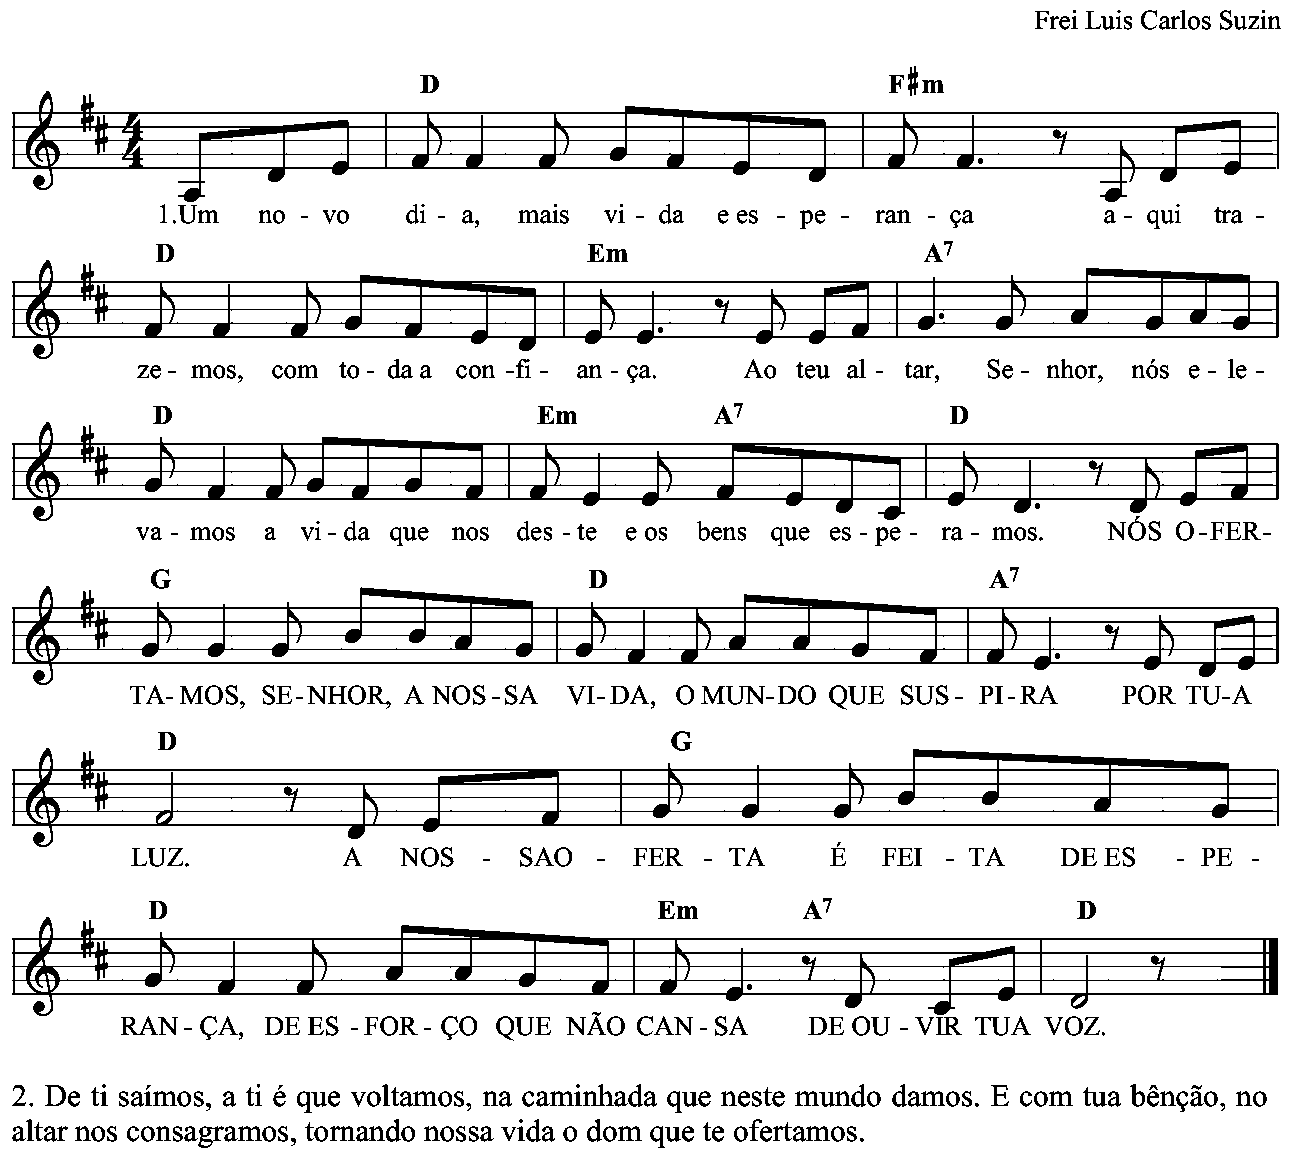 Frei Luis Carlos Suzin
D F#m
4
4
1.Um no - vo di - a, mais vi - da e es - pe - ran - ça a - qui tra -
D Em A7
ze - mos, com to - da a con - fi - an - ça. Ao teu al - tar, Se - nhor, nós e - le -
D Em A7 D
va - mos a vi - da que nos des - te e os bens que es - pe - ra - mos. NÓS O - FER -
G D A7
TA - MOS, SE - NHOR, A NOS - SA VI - DA, O MUN - DO QUE SUS - PI - RA POR TU - A
D G
LUZ. A NOS - SAO - FER - TA É FEI - TA DE ES - PE -
D Em A7 D
RAN - ÇA, DE ES - FOR - ÇO QUE NÃO CAN - SA DE OU - VIR TUA VOZ.
2. De ti saímos, a ti é que voltamos, na caminhada que neste mundo damos. E com tua bênção, no
altar nos consagramos, tornando nossa vida o dom que te ofertamos.